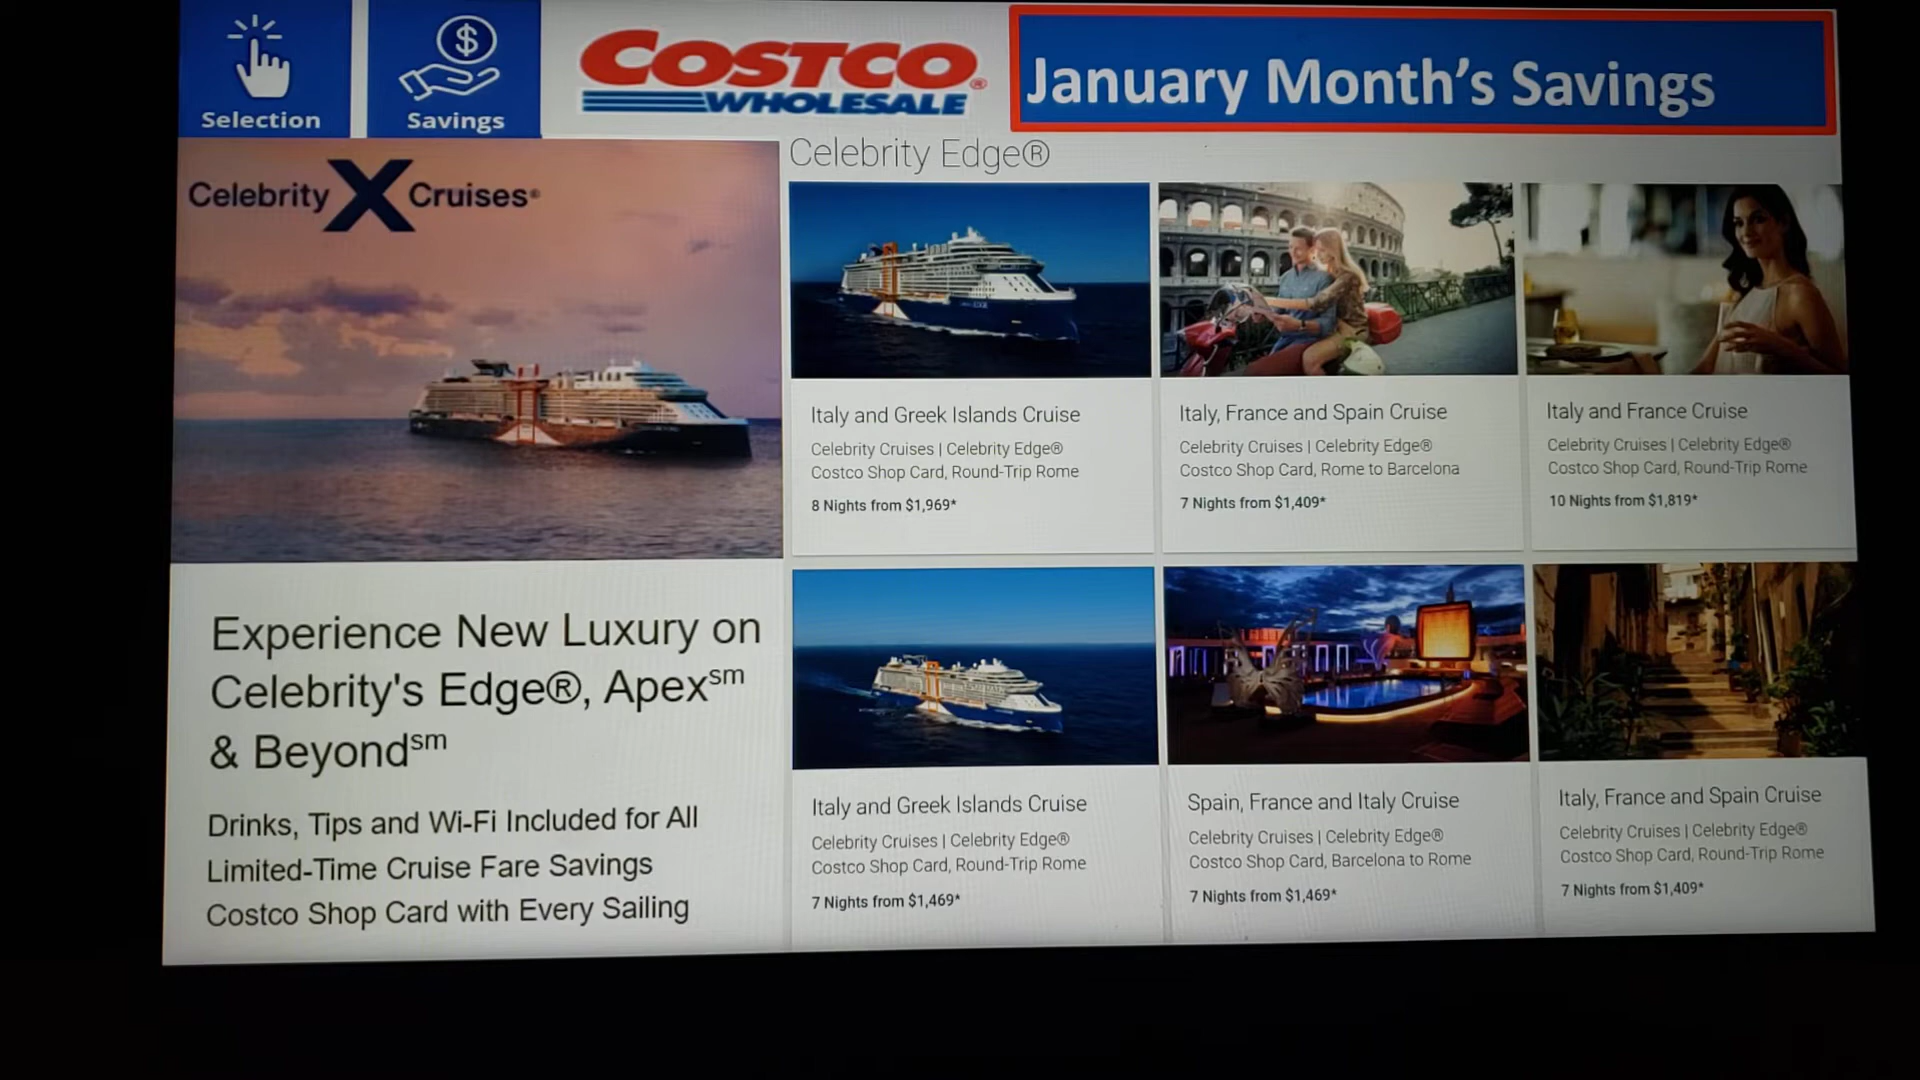 Selection
Savings
COSTCO
WHOLESALE
January Month's Savings
Celebrity X Cruises®
Experience New Luxury on
Celebrity's Edge®, Apex℠
& Beyond℠
Drinks, Tips and Wi-Fi Included for All
Limited-Time Cruise Fare Savings
Costco Shop Card with Every Sailing
Celebrity Edge®
Italy and Greek Islands Cruise
Celebrity Cruises | Celebrity Edge®
Costco Shop Card, Round-Trip Rome
8 Nights from $1,969*
Italy, France and Spain Cruise
Celebrity Cruises | Celebrity Edge®
Costco Shop Card, Rome to Barcelona
7 Nights from $1,409*
Italy and France Cruise
Celebrity Cruises | Celebrity Edge®
Costco Shop Card, Round-Trip Rome
10 Nights from $1,819*
Italy and Greek Islands Cruise
Celebrity Cruises | Celebrity Edge®
Costco Shop Card, Round-Trip Rome
7 Nights from $1,469*
Spain, France and Italy Cruise
Celebrity Cruises | Celebrity Edge®
Costco Shop Card, Barcelona to Rome
7 Nights from $1,469*
Italy, France and Spain Cruise
Celebrity Cruises | Celebrity Edge®
Costco Shop Card, Round-Trip Rome
7 Nights from $1,409*